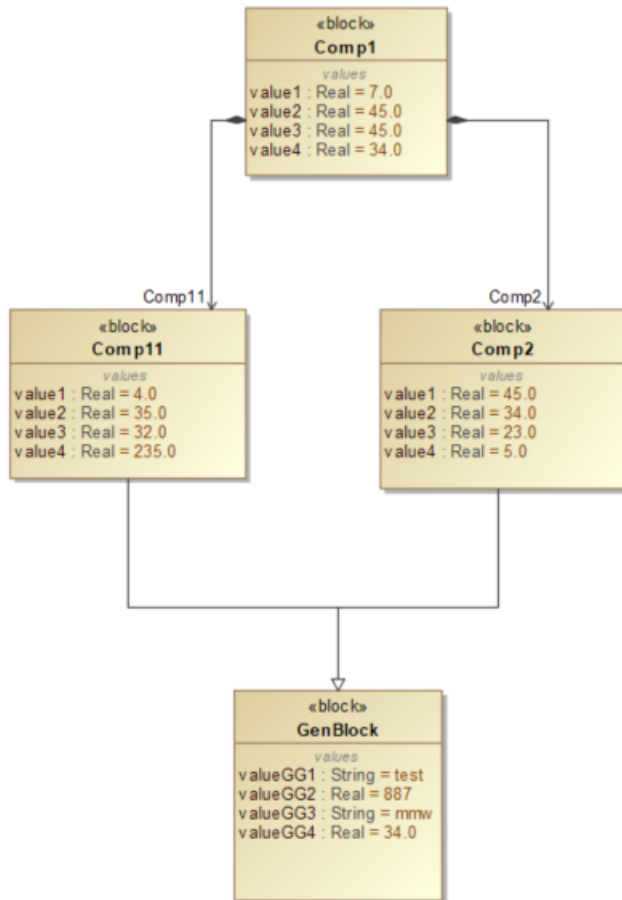 «block»
Comp1
values
value1 : Real = 7.0
value2 : Real = 45.0
value3 : Real = 45.0
value4 : Real = 34.0
Comp11
Comp2
«block»
Comp11
values
value1 : Real = 4.0
value2 : Real = 35.0
value3 : Real = 32.0
value4 : Real = 235.0
«block»
Comp2
values
value1 : Real = 45.0
value2 : Real = 34.0
value3 : Real = 23.0
value4 : Real = 5.0
«block»
GenBlock
values
valueGG1 : String = test
valueGG2 : Real = 887
valueGG3 : String = mmw
valueGG4 : Real = 34.0